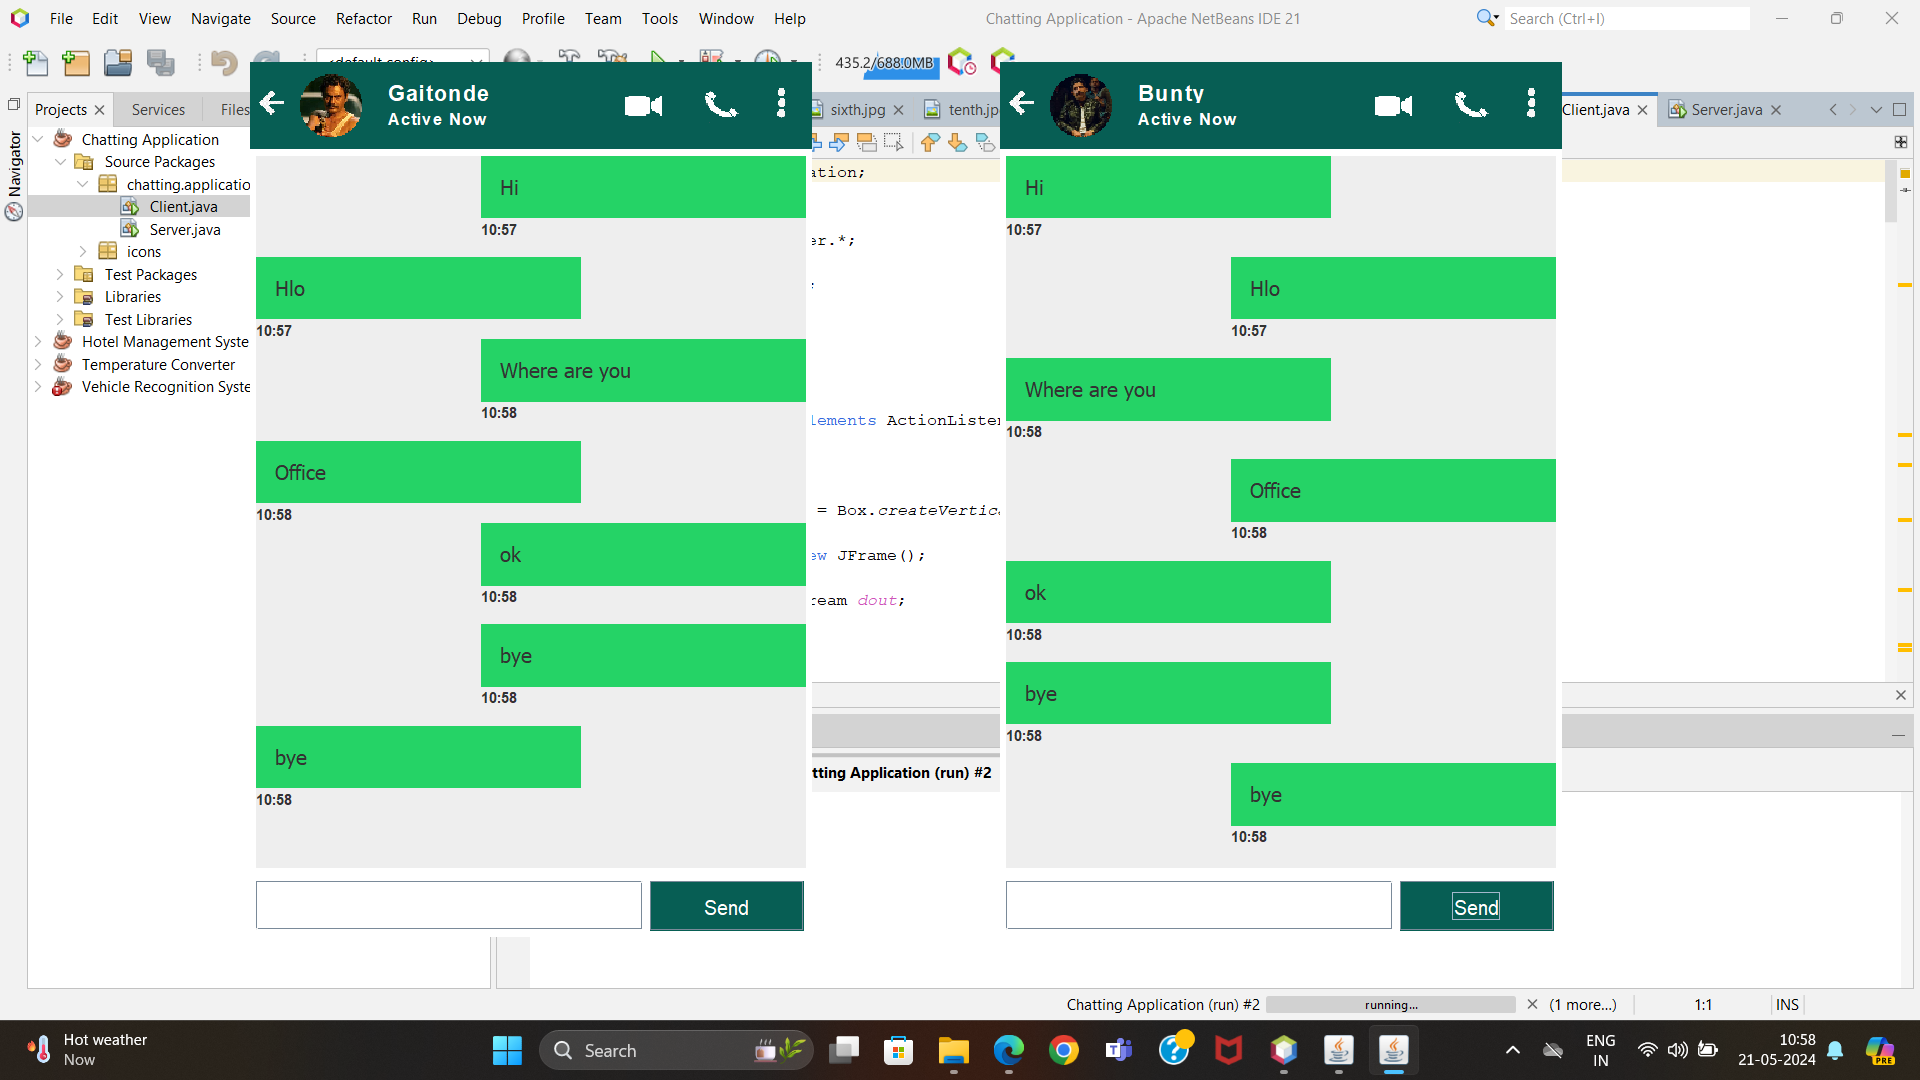 File Edit View Navigate Source Refactor Run Debug Profile Team Tools Window Help
Chatting Application - Apache NetBeans IDE 21
Search (Ctrl+I)
435.2/688.0MB
Projects
Services
Files
sixth.jpg
tenth.jp
Client.java
Server.java
Navigator
Chatting Application
Source Packages
chatting.applicatio
Client.java
Server.java
icons
Test Packages
Libraries
Test Libraries
Hotel Management Syste
Temperature Converter
Vehicle Recognition Syste
Gaitonde
Active Now
Hi
10:57
Hlo
10:57
Where are you
10:58
Office
10:58
ok
10:58
bye
10:58
bye
10:58
Send
ation;
er.*;
;
lements ActionListe
= Box.createVertic
ew JFrame();
ream dout;
tting Application (run) #2
Bunty
Active Now
Hi
10:57
Hlo
10:57
Where are you
10:58
Office
10:58
ok
10:58
bye
10:58
bye
10:58
Send
Chatting Application (run) #2
running...
(1 more...)
1:1
INS
Hot weather
Now
Search
PRE
ENG
IN
10:58
21-05-2024